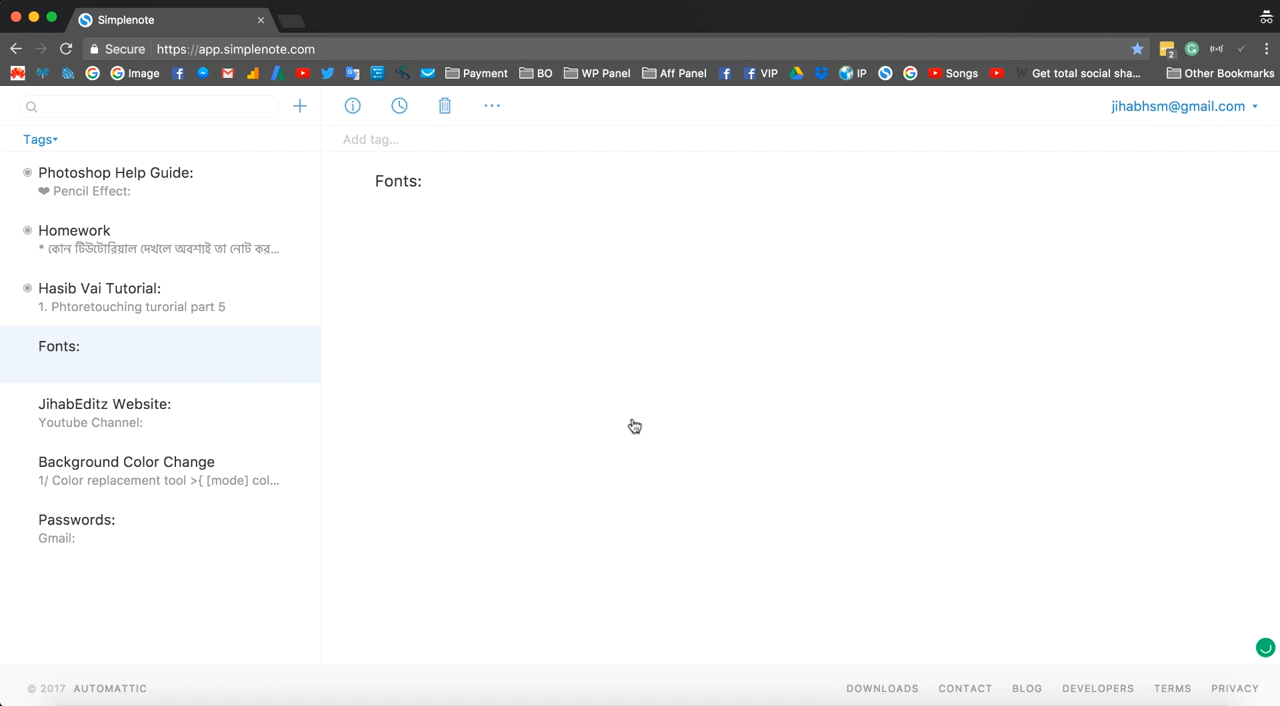 Simplenote
Secure https://app.simplenote.com
2
Image
Payment
BO
WP Panel
Aff Panel
VIP
IP
Songs
W Get total social sha...
Other Bookmarks
jihabhsm@gmail.com
Tags
Add tag...
Photoshop Help Guide:
❤ Pencil Effect:
Homework
* কোন টিউটোরিয়াল দেখলে অবশ্যই তা নোট কর...
Hasib Vai Tutorial:
1. Phtoretouching turorial part 5
Fonts:
JihabEditz Website:
Youtube Channel:
Background Color Change
1/ Color replacement tool >{ [mode] col...
Passwords:
Gmail:
Fonts:
© 2017 AUTOMATTIC
DOWNLOADS CONTACT BLOG DEVELOPERS TERMS PRIVACY